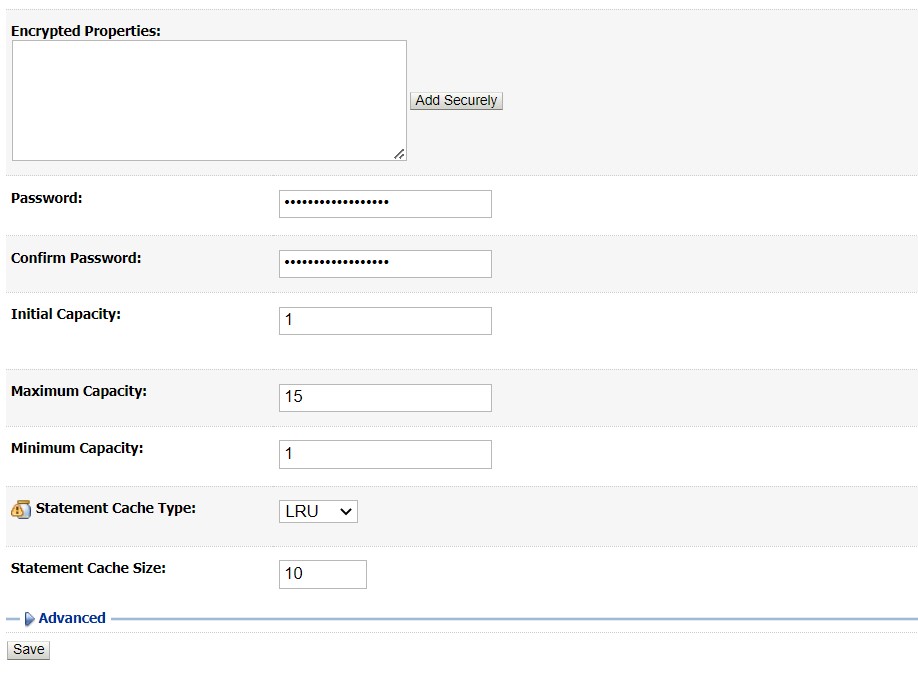 Encrypted Properties:
Add Securely
Password: ••••••••••••••••••
Confirm Password: ••••••••••••••••••
Initial Capacity: 1
Maximum Capacity: 15
Minimum Capacity: 1
Statement Cache Type: LRU
Statement Cache Size: 10
Advanced
Save